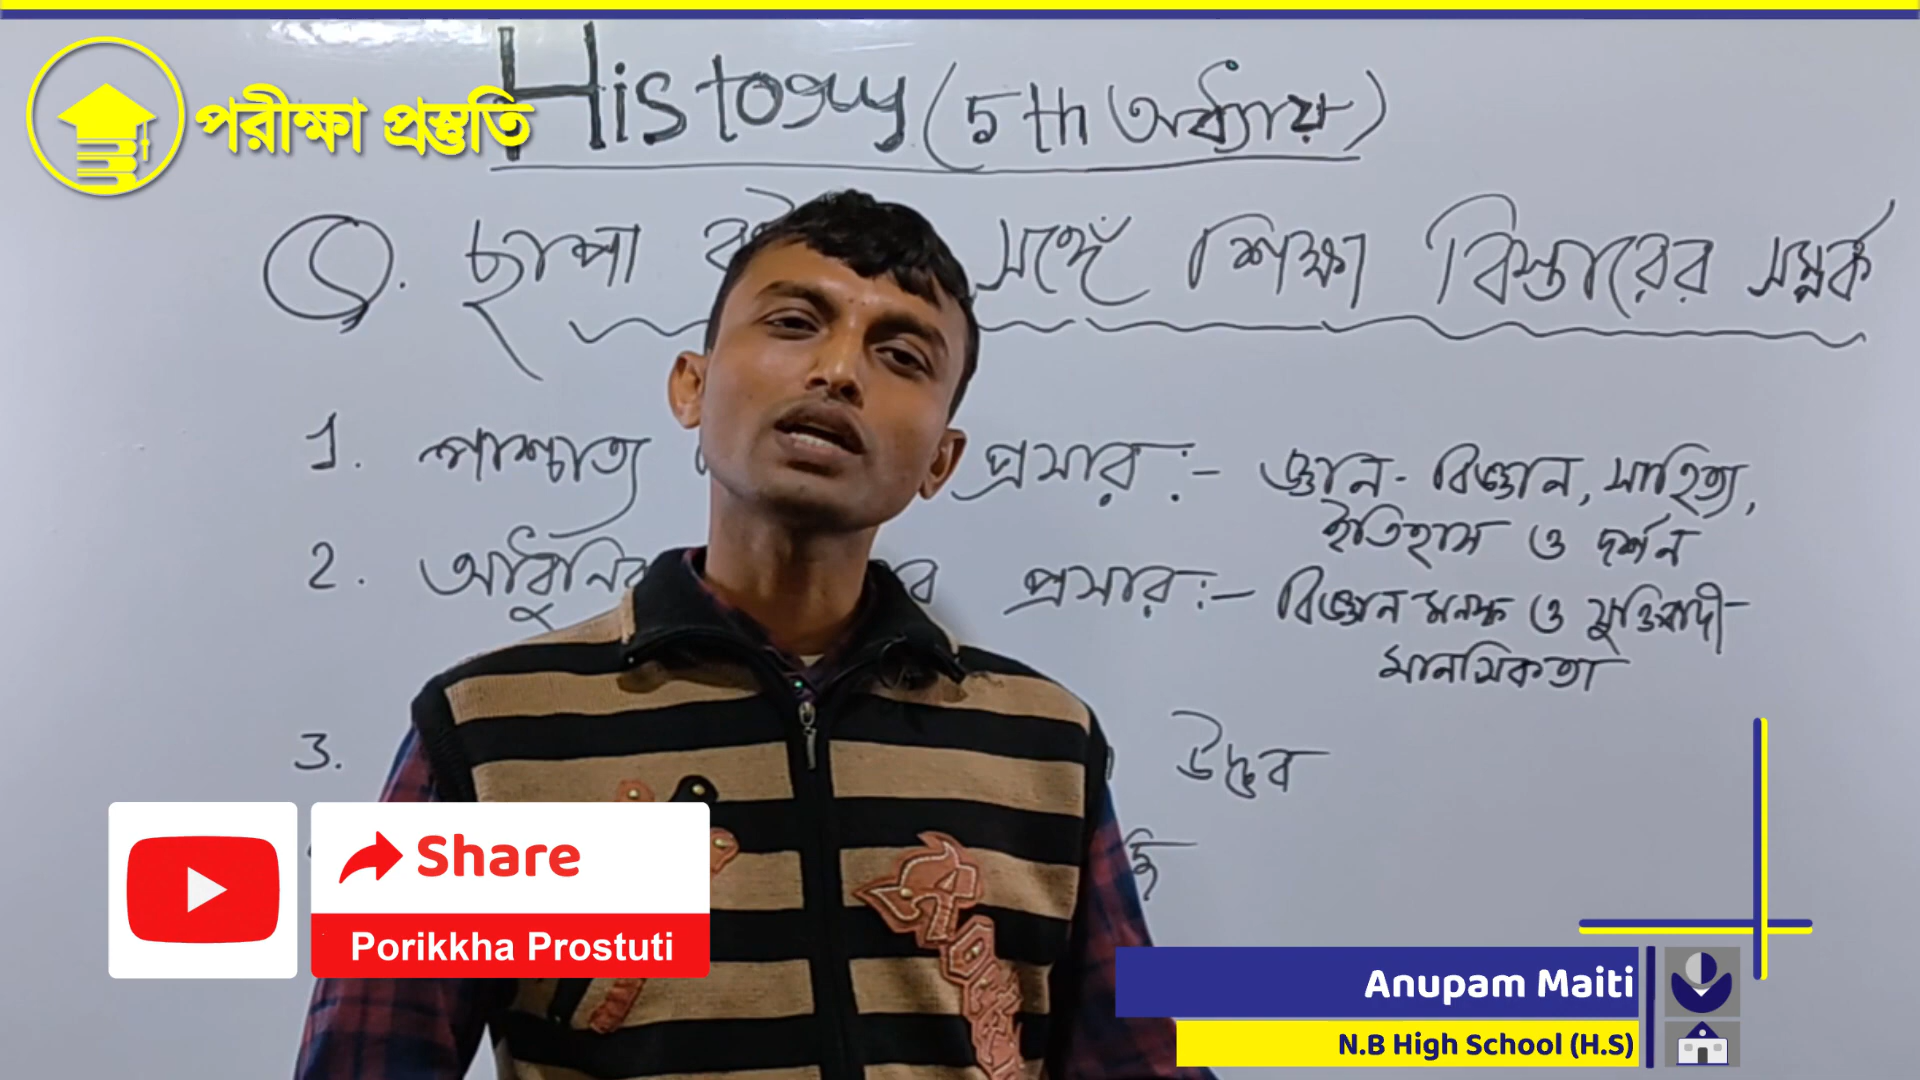 পরীক্ষা প্রস্তুতি
History (5th অধ্যায়)
Q. ছাপা সঙ্গেঁ শিক্ষা বিস্তারের সম্পর্ক
1. পাশ্চাত্য প্রসার :- জ্ঞান-বিজ্ঞান, সাহিত্য,
ইতিহাস ও দর্শন
2. প্রসার :- বিজ্ঞান মনস্ক ও যুক্তিবাদী
মানসিকতা
3. উদ্ভব
Share
Porikkha Prostuti
Anupam Maiti
N.B High School (H.S)